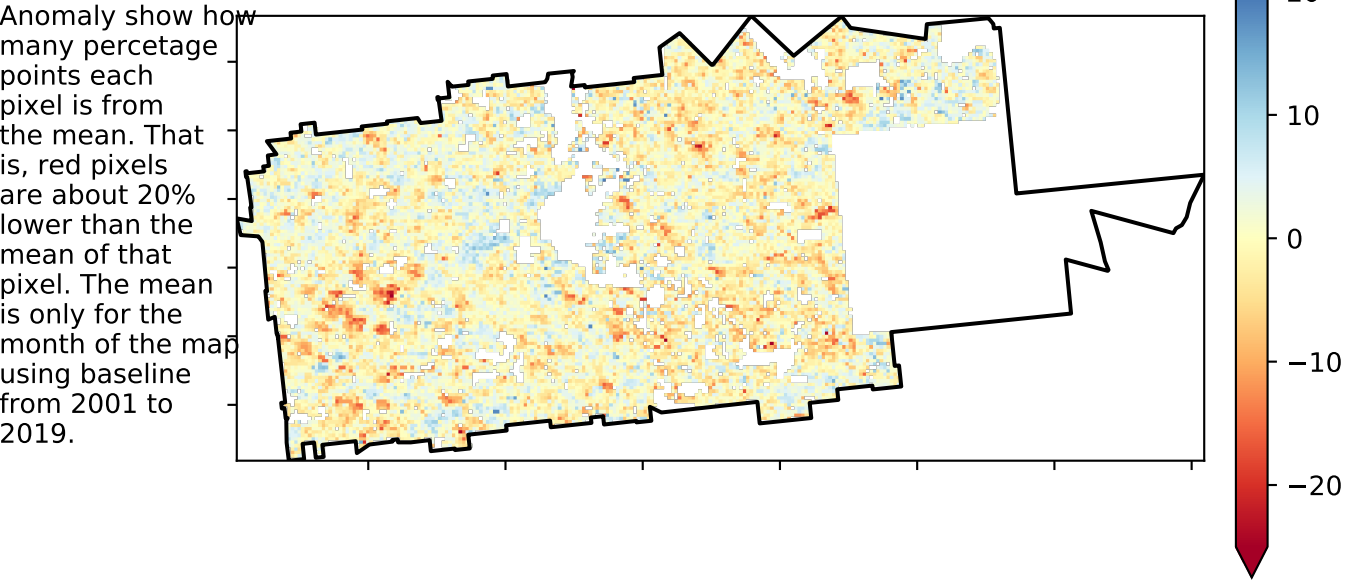 Anomaly show how
many percetage
points each
pixel is from
the mean. That
is, red pixels
are about 20%
lower than the
mean of that
pixel. The mean
is only for the
month of the map
using baseline
from 2001 to
2019.
10
0
−10
−20